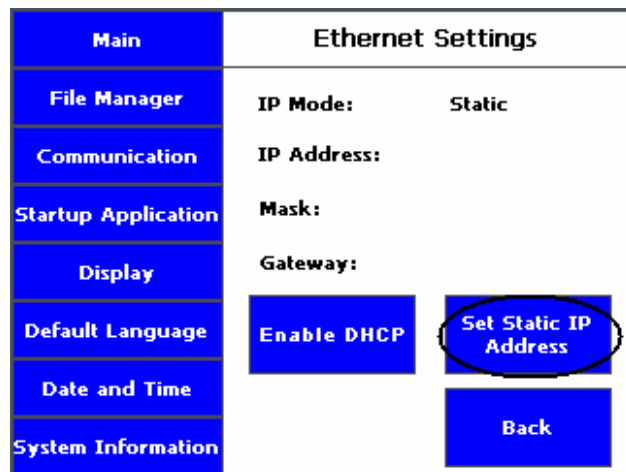 Main
File Manager
Communication
Startup Application
Display
Default Language
Date and Time
System Information
Ethernet Settings
IP Mode: Static
IP Address:
Mask:
Gateway:
Enable DHCP
Set Static IP
Address
Back